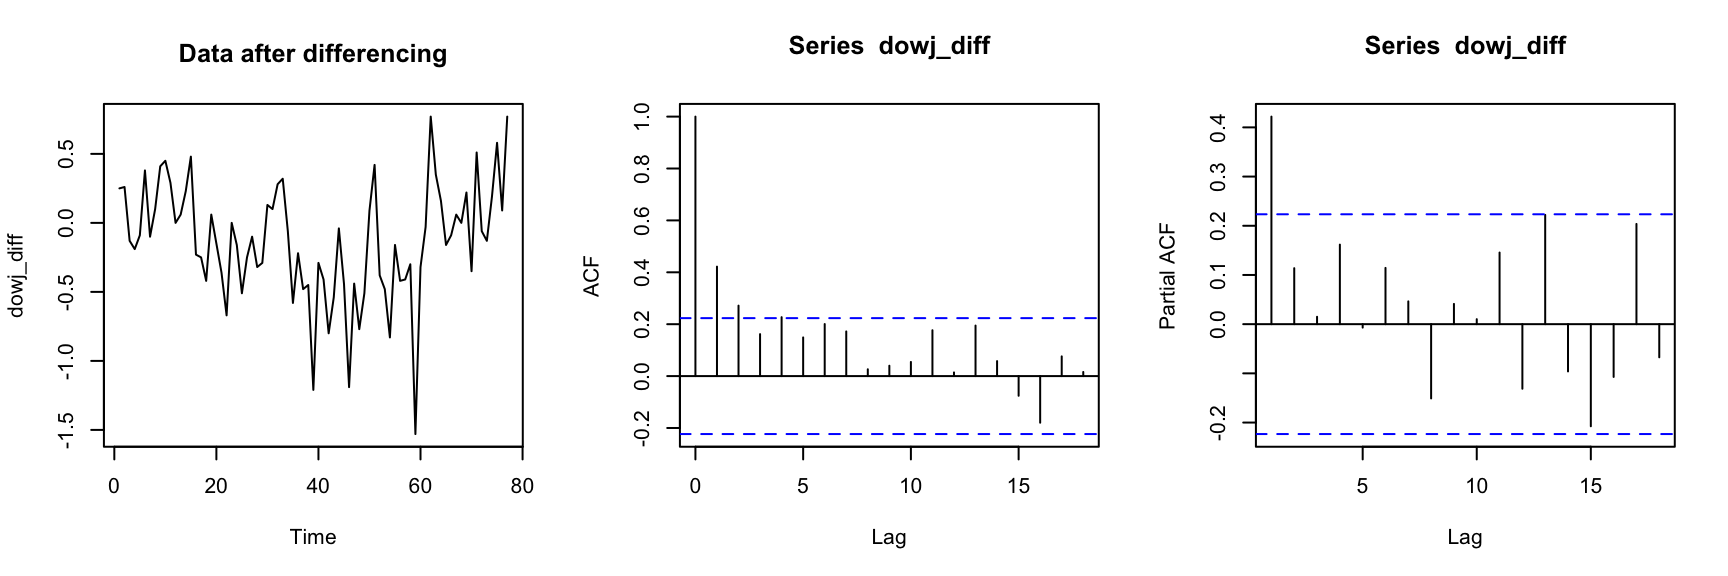 Data after differencing
dowj_diff
0.5
0.0
-0.5
-1.0
-1.5
0 20 40 60 80
Time
Series dowj_diff
ACF
1.0
0.8
0.6
0.4
0.2
0.0
-0.2
0 5 10 15
Lag
Series dowj_diff
Partial ACF
0.4
0.3
0.2
0.1
0.0
-0.2
5 10 15
Lag